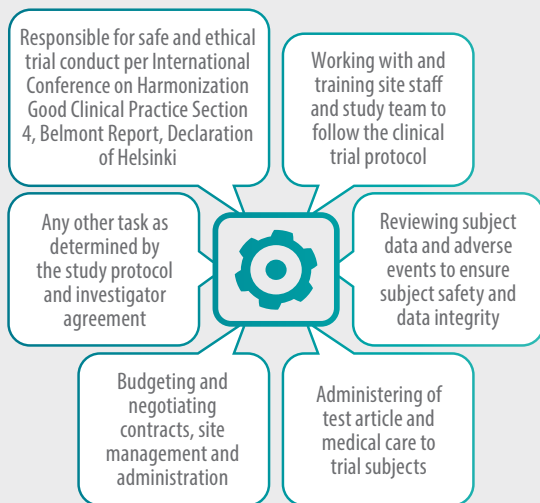 Responsible for safe and ethical
trial conduct per International
Conference on Harmonization
Good Clinical Practice Section
4, Belmont Report, Declaration
of Helsinki
Working with and
training site staff
and study team to
follow the clinical
trial protocol
Any other task as
determined by
the study protocol
and investigator
agreement
Reviewing subject
data and adverse
events to ensure
subject safety and
data integrity
Budgeting and
negotiating
contracts, site
management and
administration
Administering of
test article and
medical care to
trial subjects